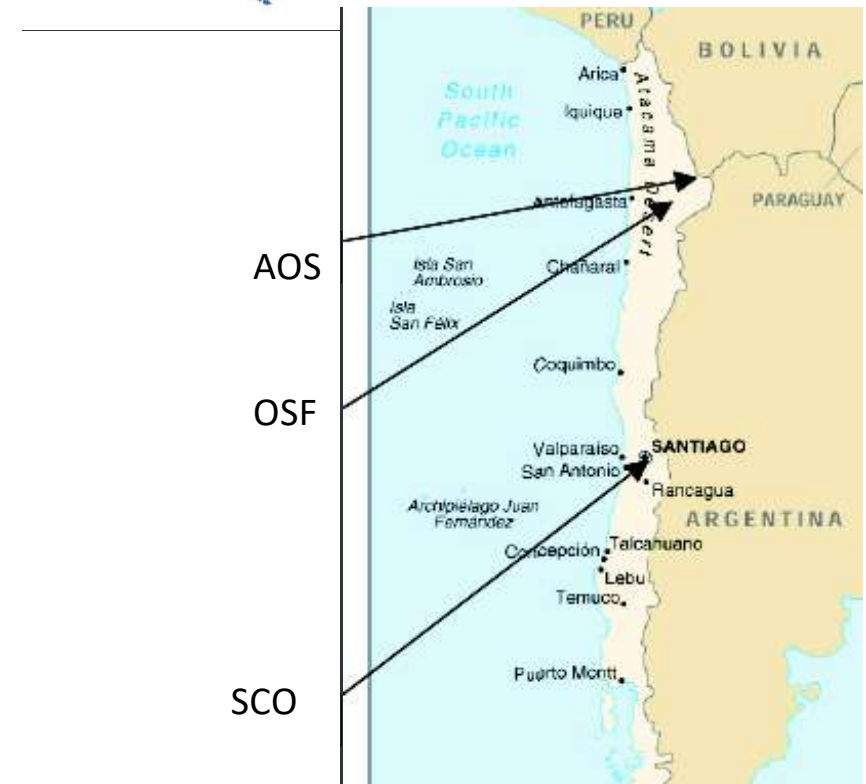 PERU
BOLIVIA
Arica
Atacama Desert
Iquique
South
Pacific
Ocean
PARAGUAY
Antofagasta
AOS
Isla San
Ambrosio
Chañaral
Isla
San Félix
Coquimbo
OSF
Valparaíso
SANTIAGO
San Antonio
Rancagua
Archipiélago Juan
Fernández
ARGENTINA
Concepción
Talcahuano
Lebu
Temuco
Puerto Montt
SCO